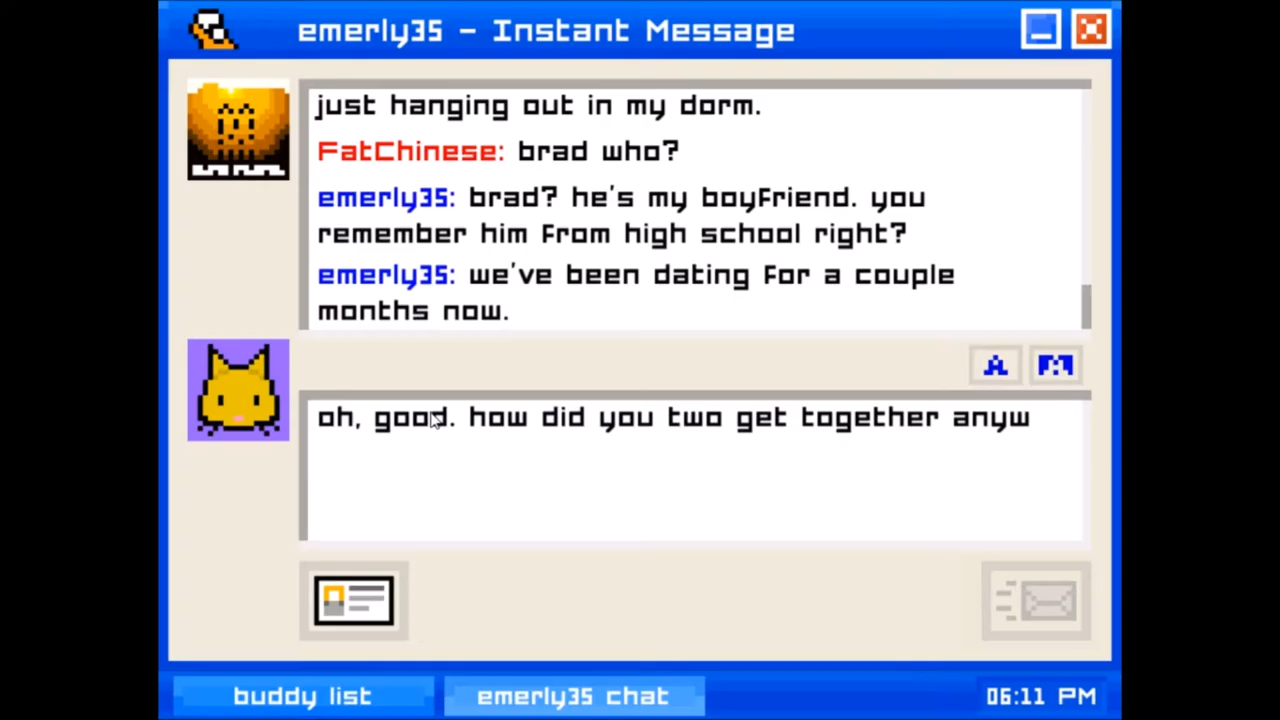 emerly35 - Instant Message
just hanging out in my dorm.
FatChinese: brad who?
emerly35: brad? he's my boyfriend. you
remember him from high school right?
emerly35: we've been dating for a couple
months now.
A
oh, good. how did you two get together anyw
buddy list
emerly35 chat
06:11 PM